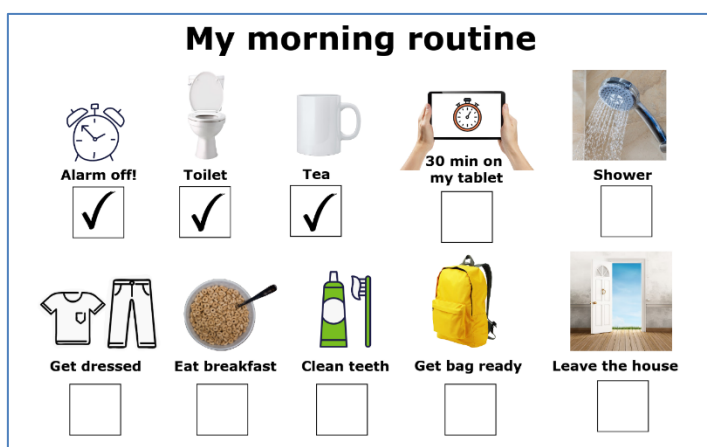 My morning routine
Alarm off!
Toilet
Tea
30 min on
my tablet
Shower
Get dressed
Eat breakfast
Clean teeth
Get bag ready
Leave the house